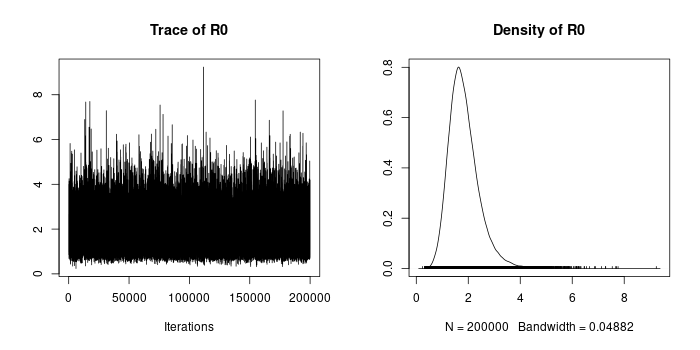 Trace of R0
8
6
4
2
0
0 50000 100000 150000 200000
Iterations
Density of R0
0.8
0.6
0.4
0.2
0.0
0 2 4 6 8
N = 200000 Bandwidth = 0.04882